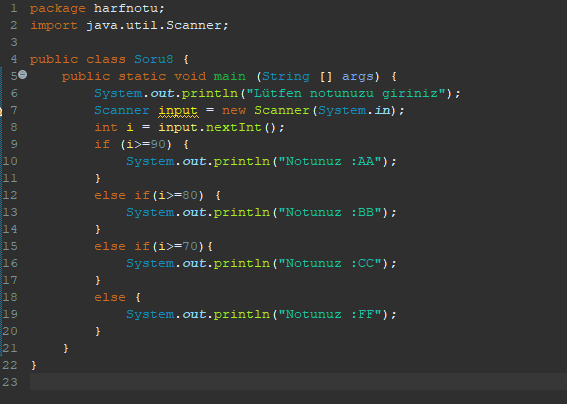 1 package harfnotu;
2 import java.util.Scanner;
3
4 public class Soru8 {
5 public static void main (String [] args) {
6 System.out.println("Lütfen notunuzu giriniz");
7 Scanner input = new Scanner(System.in);
8 int i = input.nextInt();
9 if (i>=90) {
10 System.out.println("Notunuz :AA");
11 }
12 else if(i>=80) {
13 System.out.println("Notunuz :BB");
14 }
15 else if(i>=70){
16 System.out.println("Notunuz :CC");
17 }
18 else {
19 System.out.println("Notunuz :FF");
20 }
21 }
22 }
23